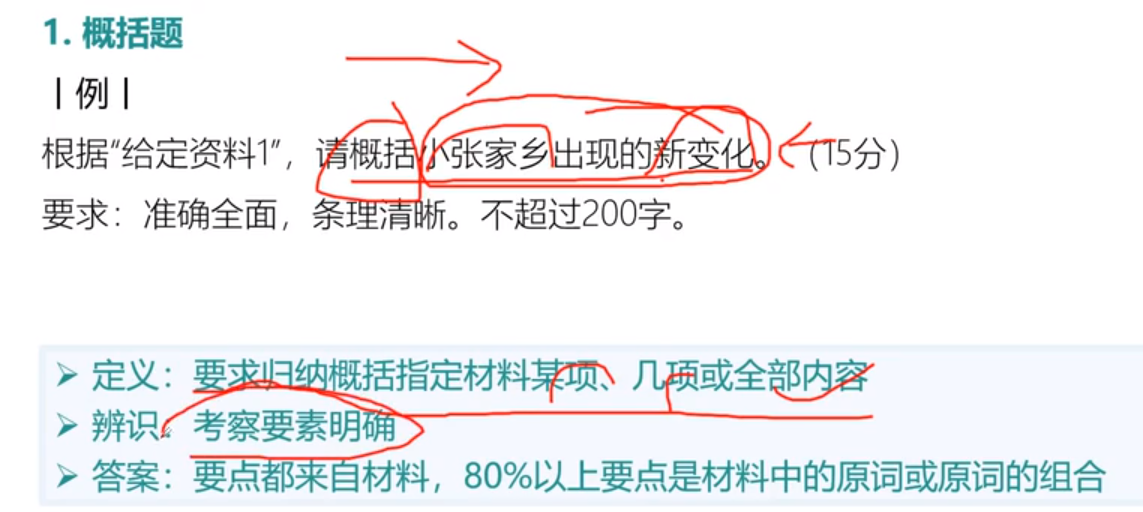 1. 概括题
丨例丨
根据“给定资料1”，请概括小张家乡出现的新变化。（15分）
要求：准确全面，条理清晰。不超过200字。
➢ 定义：要求归纳概括指定材料某项、几项或全部内容
➢ 辨识：考察要素明确
➢ 答案：要点都来自材料，80%以上要点是材料中的原词或原词的组合